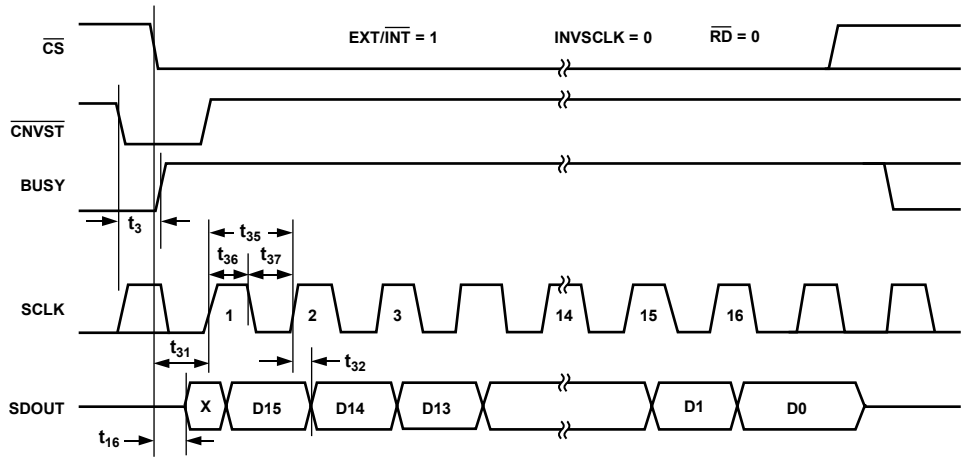 EXT/INT = 1 INVSCLK = 0 RD = 0
CS
CNVST
BUSY
t3
t35
t36 t37
SCLK
1 2 3 14 15 16
t31
t32
SDOUT
X D15 D14 D13 D1 D0
t16